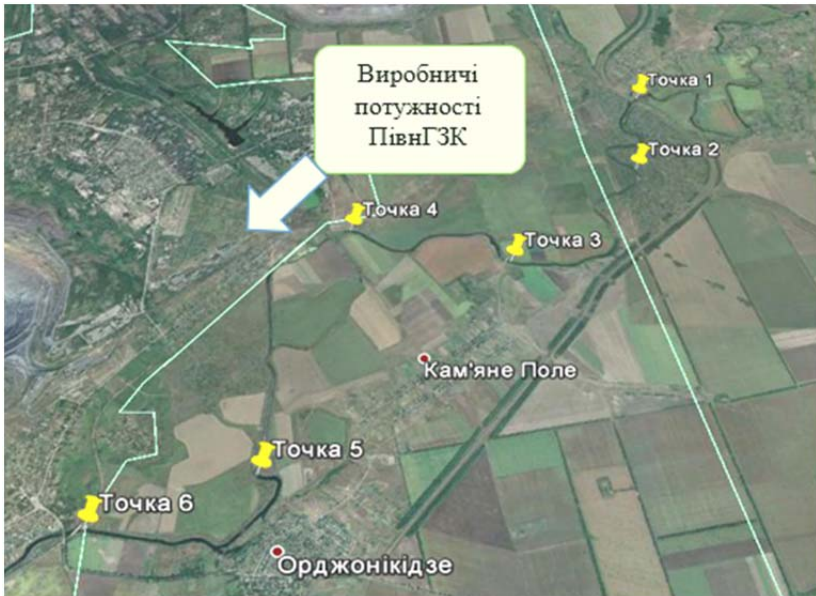 Виробничі
потужності
ПівнГЗК
Точка 1
Точка 2
Точка 4
Точка 3
Кам'яне Поле
Точка 5
Точка 6
Орджонікідзе